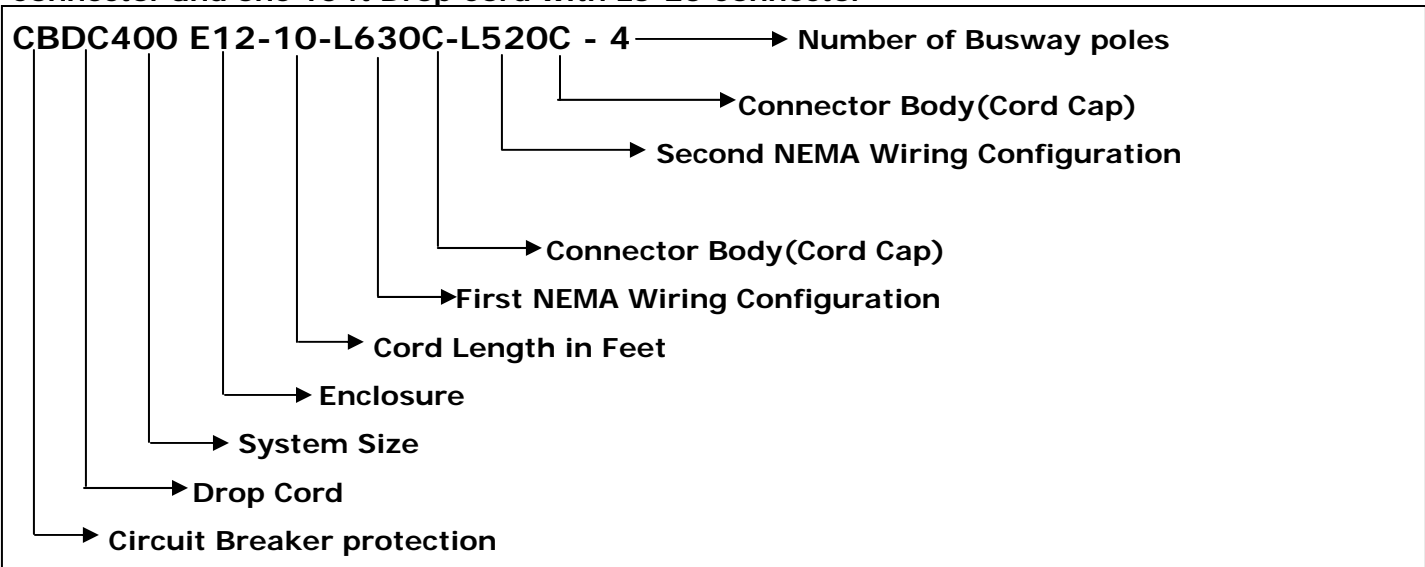 CBDC400 E12-10-L630C-L520C - 4 Number of Busway poles
Connector Body(Cord Cap)
Second NEMA Wiring Configuration
Connector Body(Cord Cap)
First NEMA Wiring Configuration
Cord Length in Feet
Enclosure
System Size
Drop Cord
Circuit Breaker protection